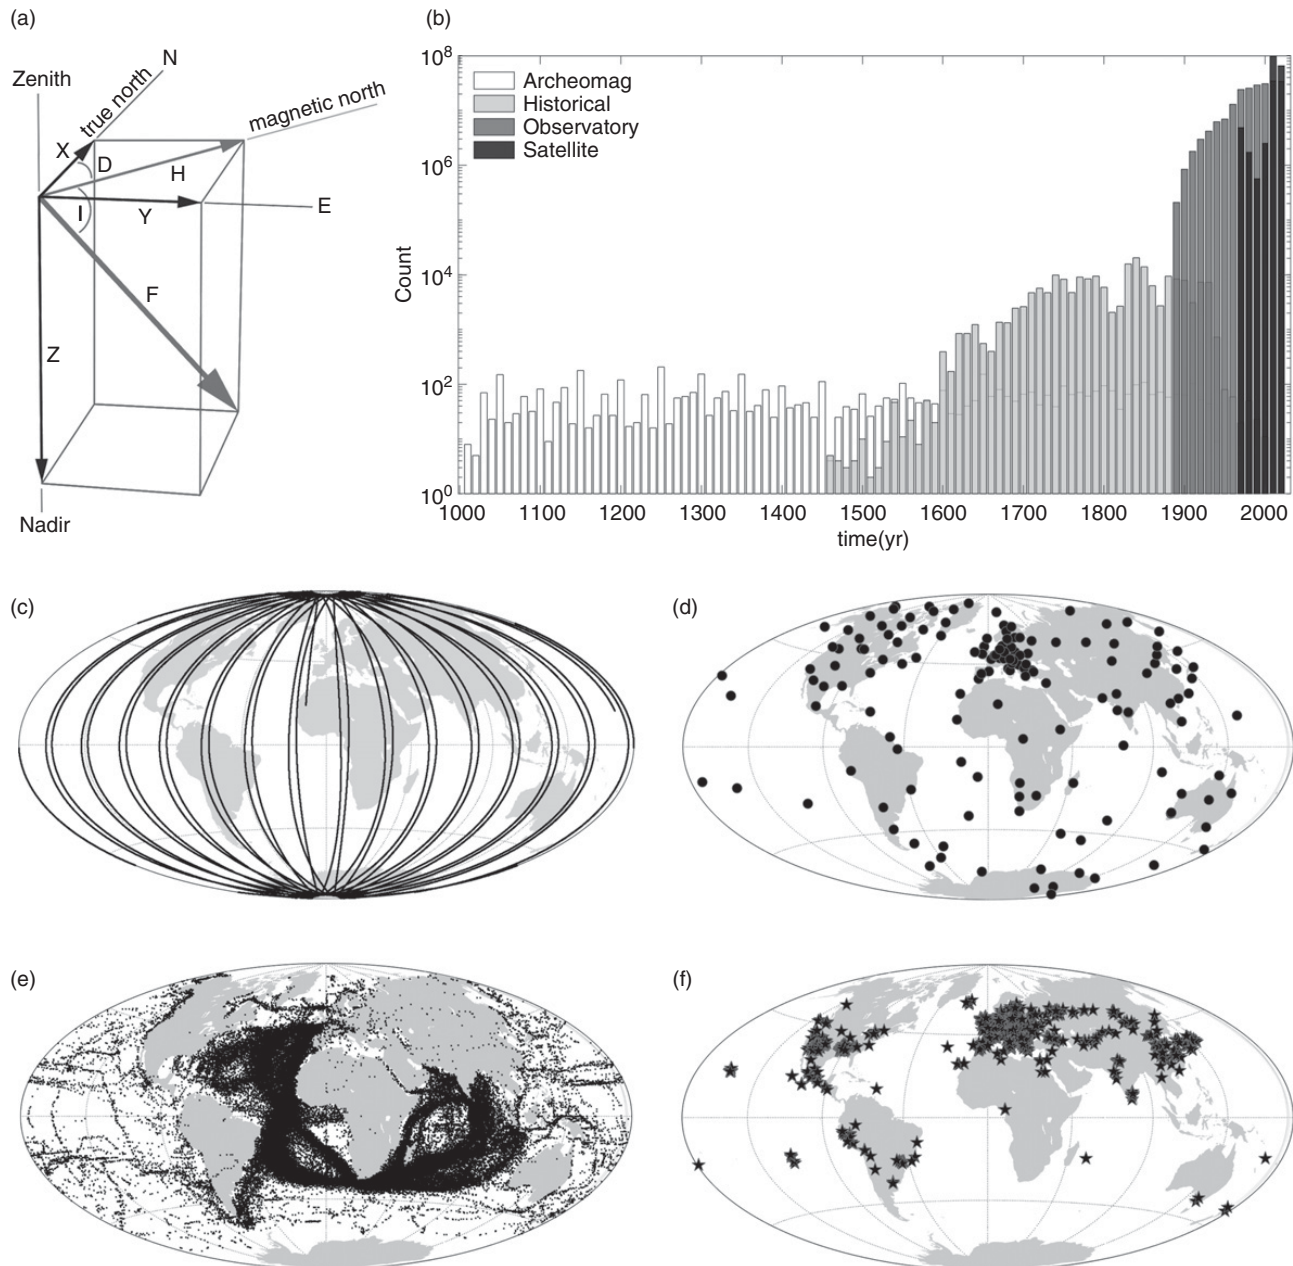 (a)
N
Zenith
true north
magnetic north
X
D
H
I
Y
E
F
Z
Nadir
(b)
10^8
10^6
10^4
10^2
10^0
Count
Archeomag
Historical
Observatory
Satellite
1000 1100 1200 1300 1400 1500 1600 1700 1800 1900 2000
time(yr)
(c)
(d)
(e)
(f)